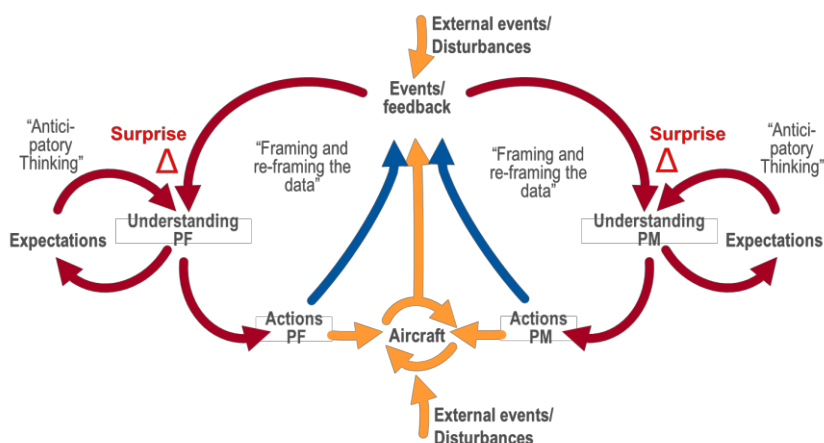 External events/
Disturbances
Events/
feedback
“Antici-
patory
Thinking”
Surprise
Δ
“Framing and
re-framing the
data”
“Framing and
re-framing the
data”
Surprise
Δ
“Antici-
patory
Thinking”
Expectations
Understanding
PF
Understanding
PM
Expectations
Actions
PF
Aircraft
Actions
PM
External events/
Disturbances